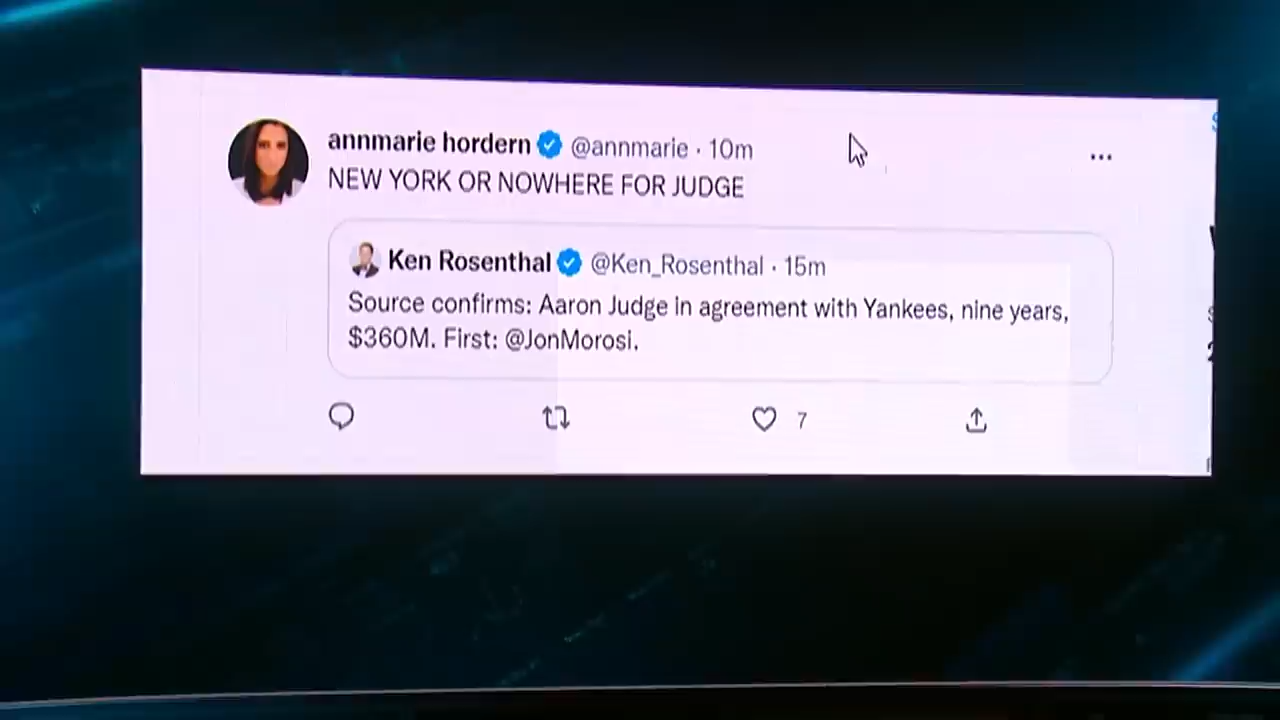 annmarie hordern @annmarie · 10m
NEW YORK OR NOWHERE FOR JUDGE
Ken Rosenthal @Ken_Rosenthal · 15m
Source confirms: Aaron Judge in agreement with Yankees, nine years,
$360M. First: @JonMorosi.
7